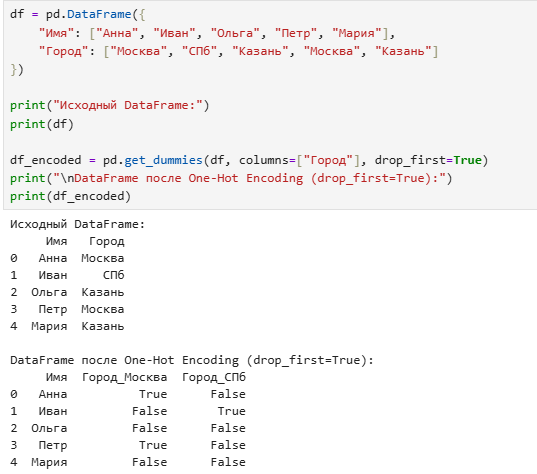 df = pd.DataFrame({
    "Имя": ["Анна", "Иван", "Ольга", "Петр", "Мария"],
    "Город": ["Москва", "СПб", "Казань", "Москва", "Казань"]
})

print("Исходный DataFrame:")
print(df)

df_encoded = pd.get_dummies(df, columns=["Город"], drop_first=True)
print("\nDataFrame после One-Hot Encoding (drop_first=True):")
print(df_encoded)
Исходный DataFrame:
     Имя   Город
0   Анна  Москва
1   Иван     СПб
2  Ольга  Казань
3   Петр  Москва
4  Мария  Казань

DataFrame после One-Hot Encoding (drop_first=True):
     Имя  Город_Москва  Город_СПб
0   Анна          True      False
1   Иван         False       True
2  Ольга         False      False
3   Петр          True      False
4  Мария         False      False